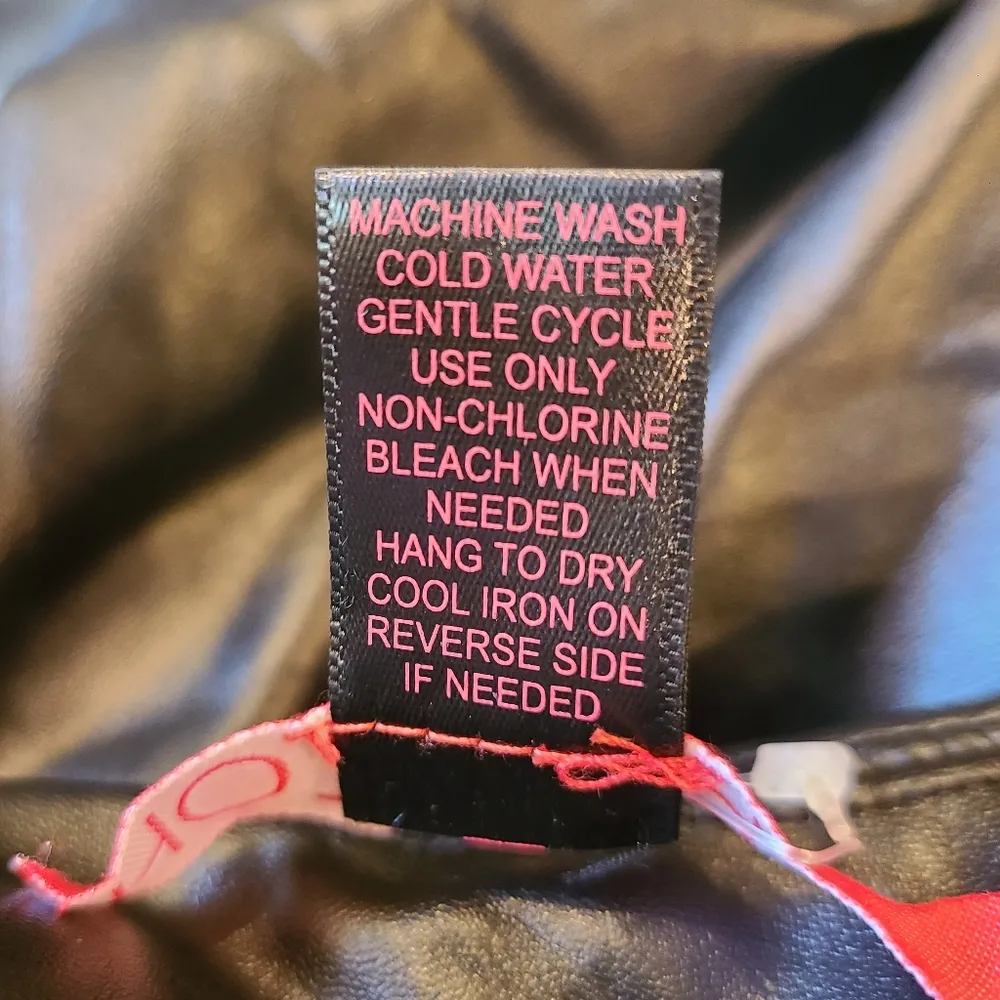 MACHINE WASH
COLD WATER
GENTLE CYCLE
USE ONLY
NON-CHLORINE
BLEACH WHEN
NEEDED
HANG TO DRY
COOL IRON ON
REVERSE SIDE
IF NEEDED
OK